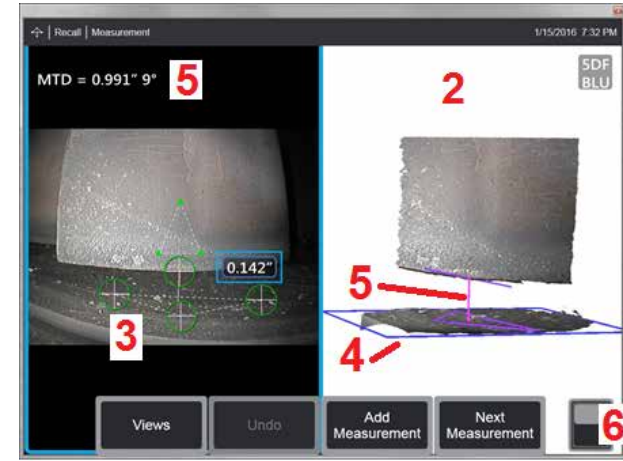 Recall | Measurement
1/15/2016 7:32 PM
MTD = 0.991" 9°
5
2
5DF
BLU
0.142"
5
3
4
Views
Undo
Add
Measurement
Next
Measurement
6